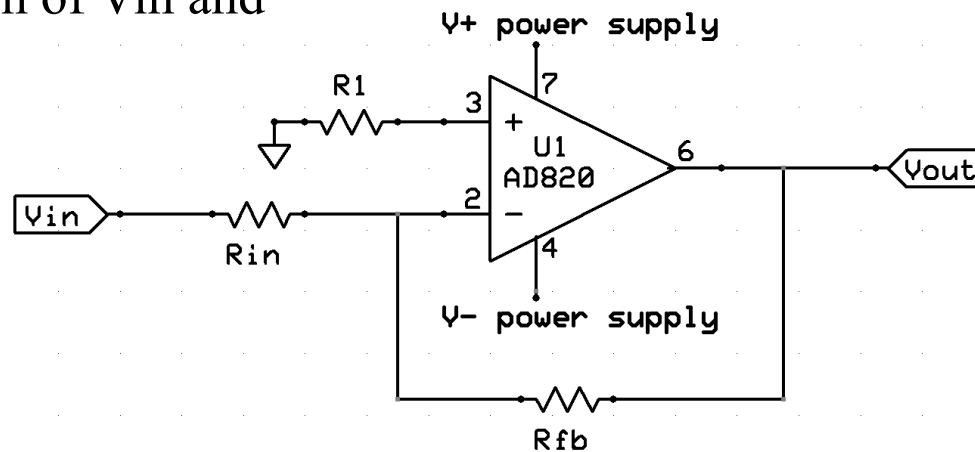 n of Vin and
V+ power supply
R1
3
7
+
U1
AD820
6
Vout
Vin
Rin
2
−
4
V- power supply
Rfb